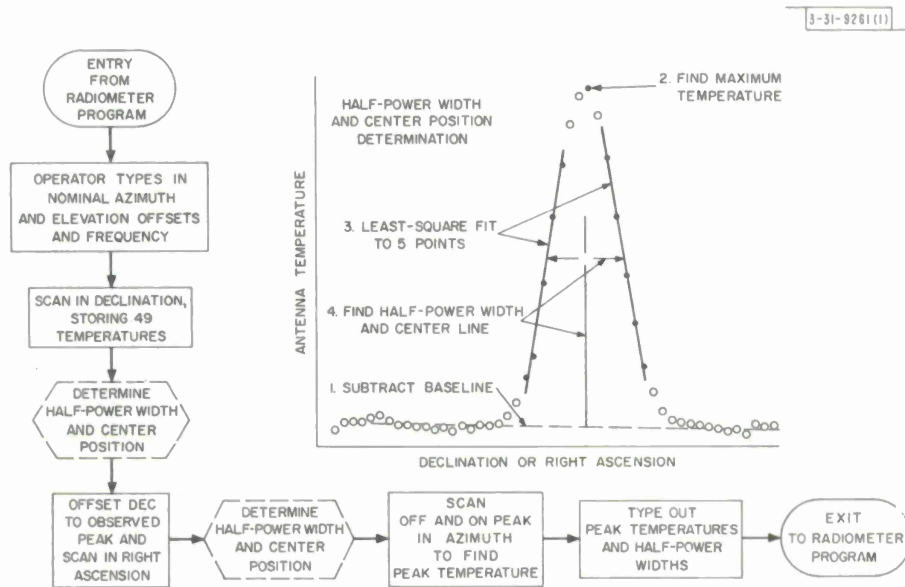 3-31-9261(1)
ENTRY
FROM
RADIOMETER
PROGRAM
OPERATOR TYPES IN
NOMINAL AZIMUTH
AND ELEVATION OFFSETS
AND FREQUENCY
SCAN IN DECLINATION,
STORING 49
TEMPERATURES
DETERMINE
HALF-POWER WIDTH
AND CENTER
POSITION
OFFSET DEC
TO OBSERVED
PEAK AND
SCAN IN RIGHT
ASCENSION
DETERMINE
HALF-POWER WIDTH
AND CENTER
POSITION
SCAN
OFF AND ON PEAK
IN AZIMUTH
TO FIND
PEAK TEMPERATURE
TYPE OUT
PEAK TEMPERATURES
AND HALF-POWER
WIDTHS
EXIT
TO RADIOMETER
PROGRAM
HALF-POWER WIDTH
AND CENTER POSITION
DETERMINATION
2. FIND MAXIMUM
TEMPERATURE
3. LEAST-SQUARE FIT
TO 5 POINTS
4. FIND HALF-POWER WIDTH
AND CENTER LINE
1. SUBTRACT BASELINE
ANTENNA TEMPERATURE
DECLINATION OR RIGHT ASCENSION